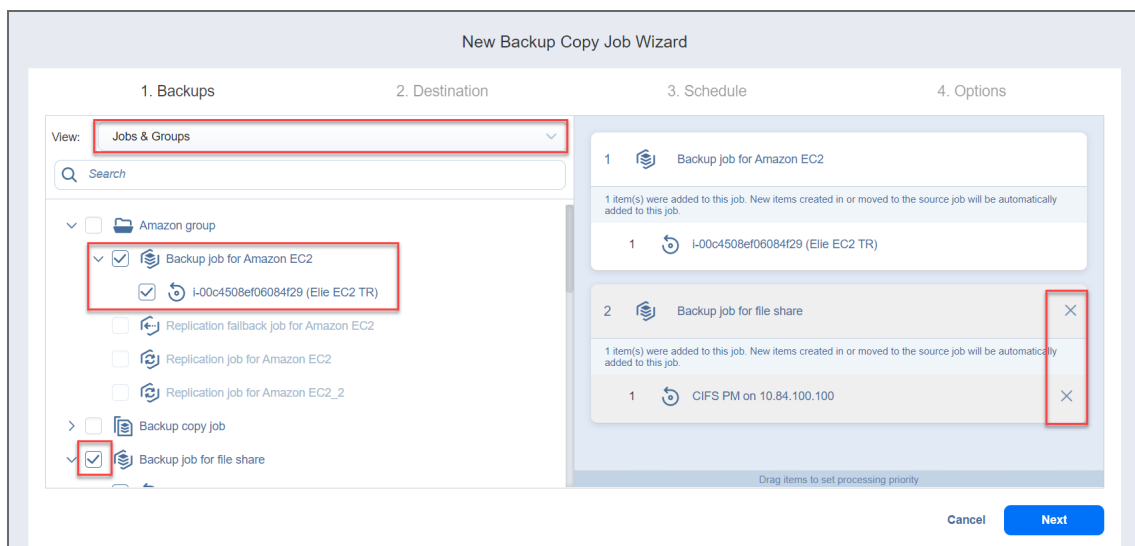 New Backup Copy Job Wizard
1. Backups
2. Destination
3. Schedule
4. Options
View:
Jobs & Groups
Search
Amazon group
Backup job for Amazon EC2
i-00c4508ef06084f29 (Elie EC2 TR)
Replication failback job for Amazon EC2
Replication job for Amazon EC2
Replication job for Amazon EC2_2
Backup copy job
Backup job for file share
1
Backup job for Amazon EC2
1 item(s) were added to this job. New items created in or moved to the source job will be automatically
added to this job.
1
i-00c4508ef06084f29 (Elie EC2 TR)
2
Backup job for file share
1 item(s) were added to this job. New items created in or moved to the source job will be automatically
added to this job.
1
CIFS PM on 10.84.100.100
Drag items to set processing priority
Cancel
Next